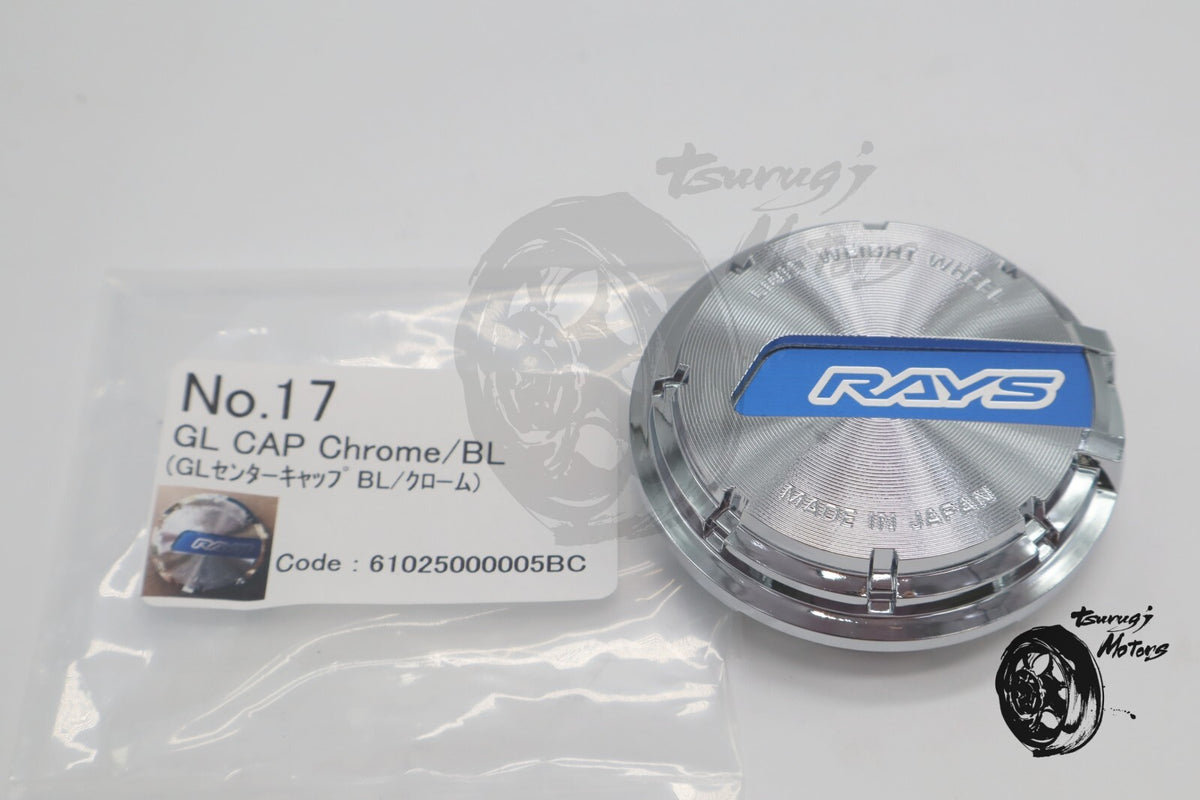 No.17
GL CAP Chrome/BL
(GLセンターキャップ BL/クローム)
RAYS
Code : 61025000005BC
LIGHT WEIGHT WHEEL
RAYS
MADE IN JAPAN
tsurugi
Motors
tsurugi
Motors